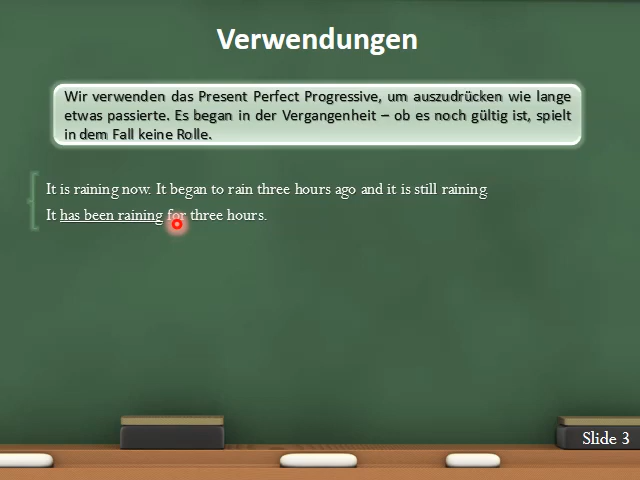 Verwendungen
Wir verwenden das Present Perfect Progressive, um auszudrücken wie lange
etwas passierte. Es began in der Vergangenheit – ob es noch gültig ist, spielt
in dem Fall keine Rolle.
It is raining now. It began to rain three hours ago and it is still raining.
It has been raining for three hours.
Slide 3